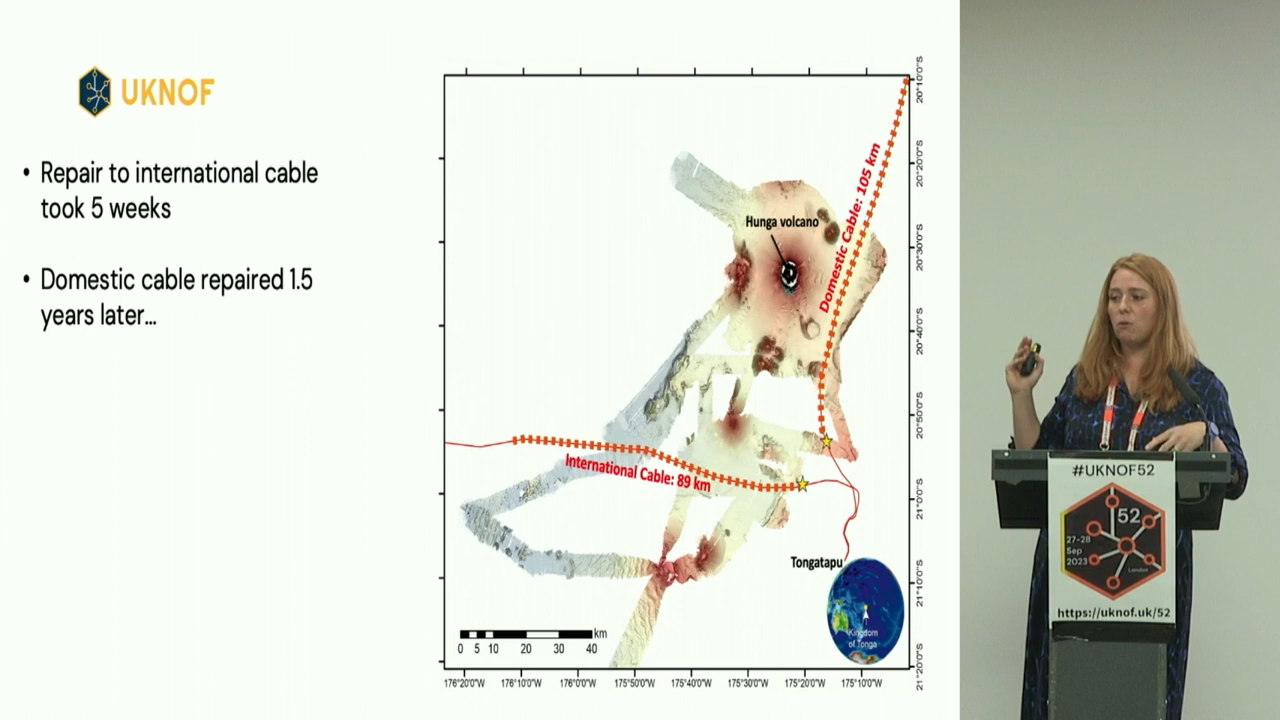 UKNOF
• Repair to international cable
took 5 weeks
• Domestic cable repaired 1.5
years later...
Hunga volcano
Domestic Cable: 105 km
International Cable: 89 km
Tongatapu
Kingdom
of Tonga
km
0 5 10 20 30 40
176°20'0"W 176°10'0"W 176°0'0"W 175°50'0"W 175°40'0"W 175°30'0"W 175°20'0"W 175°10'0"W
20°10'0"S
20°20'0"S
20°30'0"S
20°40'0"S
20°50'0"S
21°0'0"S
21°10'0"S
21°20'0"S
#UKNOF52
52
27-28
Sep
2023
London
https://uknof.uk/52